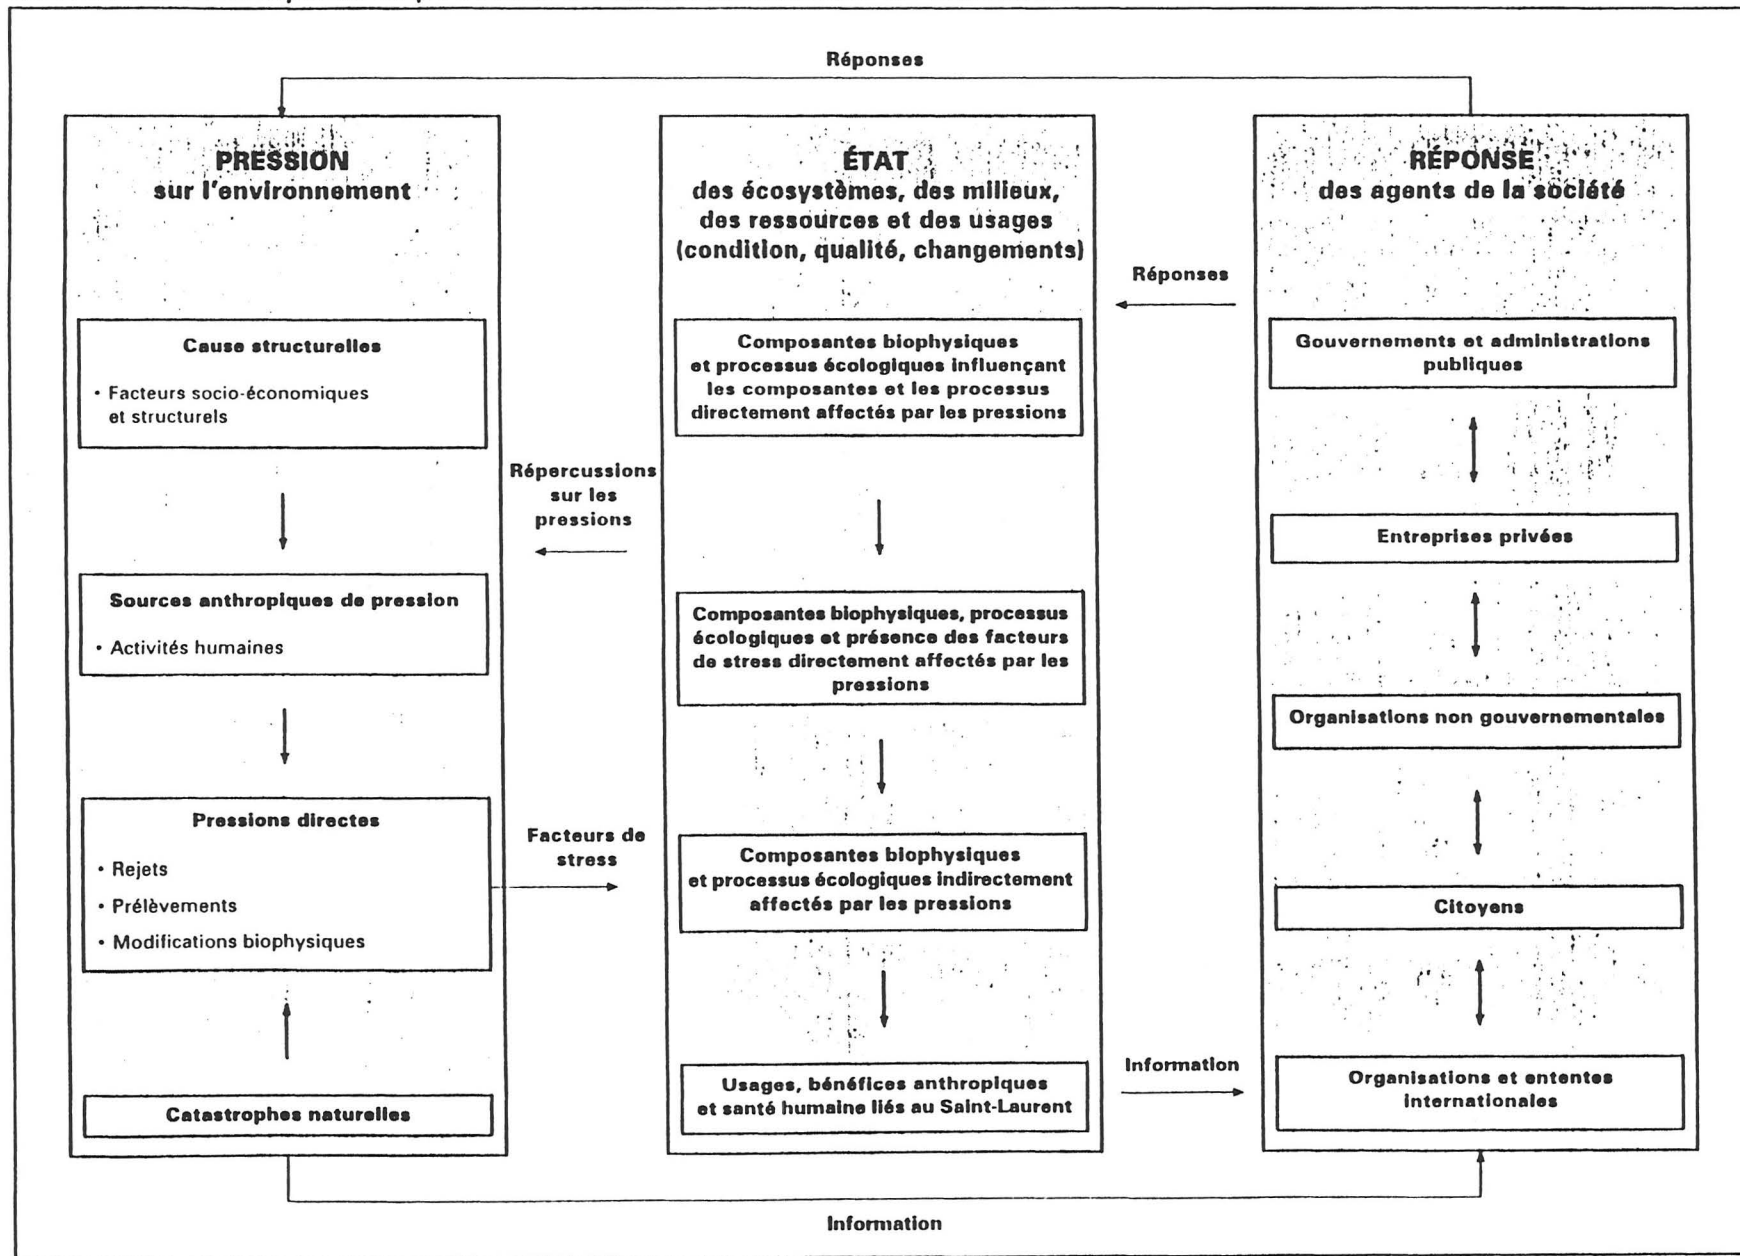 Réponses
PRESSION
sur l'environnement
Cause structurelles
• Facteurs socio-économiques
et structurels
Sources anthropiques de pression
• Activités humaines
Pressions directes
• Rejets
• Prélèvements
• Modifications biophysiques
Catastrophes naturelles
Répercussions
sur les
pressions
Facteurs de
stress
ÉTAT
des écosystèmes, des milieux,
des ressources et des usages
(condition, qualité, changements)
Composantes biophysiques
et processus écologiques influençant
les composantes et les processus
directement affectés par les pressions
Composantes biophysiques, processus
écologiques et présence des facteurs
de stress directement affectés par les
pressions
Composantes biophysiques
et processus écologiques indirectement
affectés par les pressions
Usages, bénéfices anthropiques
et santé humaine liés au Saint-Laurent
Réponses
Information
RÉPONSE
des agents de la société
Gouvernements et administrations
publiques
Entreprises privées
Organisations non gouvernementales
Citoyens
Organisations et ententes
internationales
Information